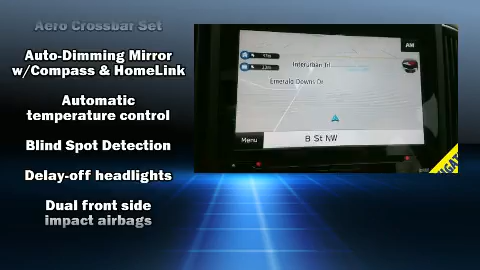 Aero Crossbar Set
Auto-Dimming Mirror
w/Compass & HomeLink
Automatic
temperature control
Blind Spot Detection
Delay-off headlights
Dual front side
impact airbags
AM
Interurban Trl
Emerald Downs Dr
Menu
B St NW